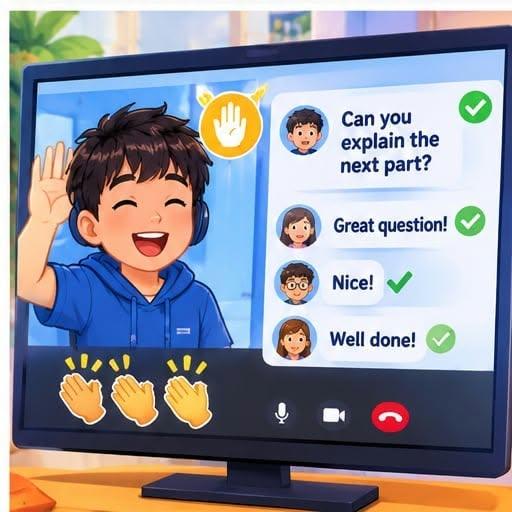 Can you
explain the
next part?
Great question!
Nice!
Well done!